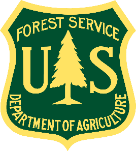 FOREST SERVICE
U S
DEPARTMENT OF AGRICULTURE